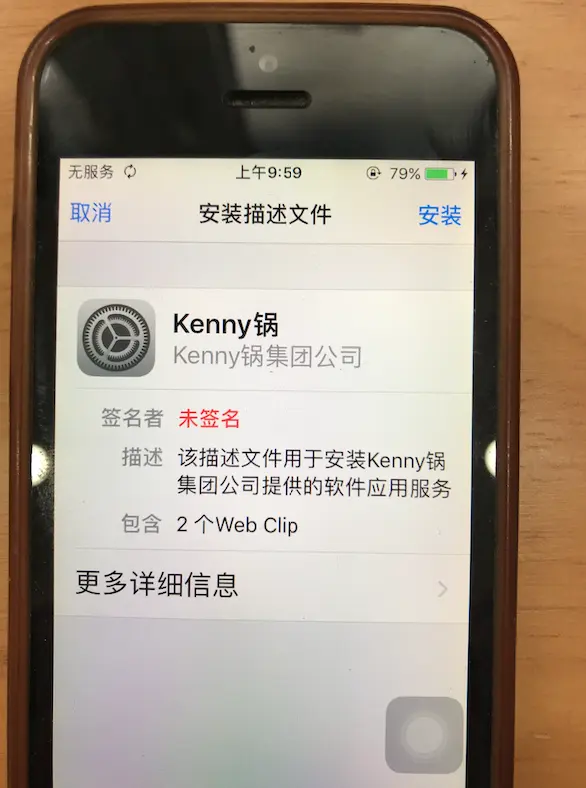 无服务 上午9:59 79%
取消 安装描述文件 安装
Kenny锅
Kenny锅集团公司
签名者 未签名
描述 该描述文件用于安装Kenny锅
集团公司提供的软件应用服务
包含 2 个Web Clip
更多详细信息